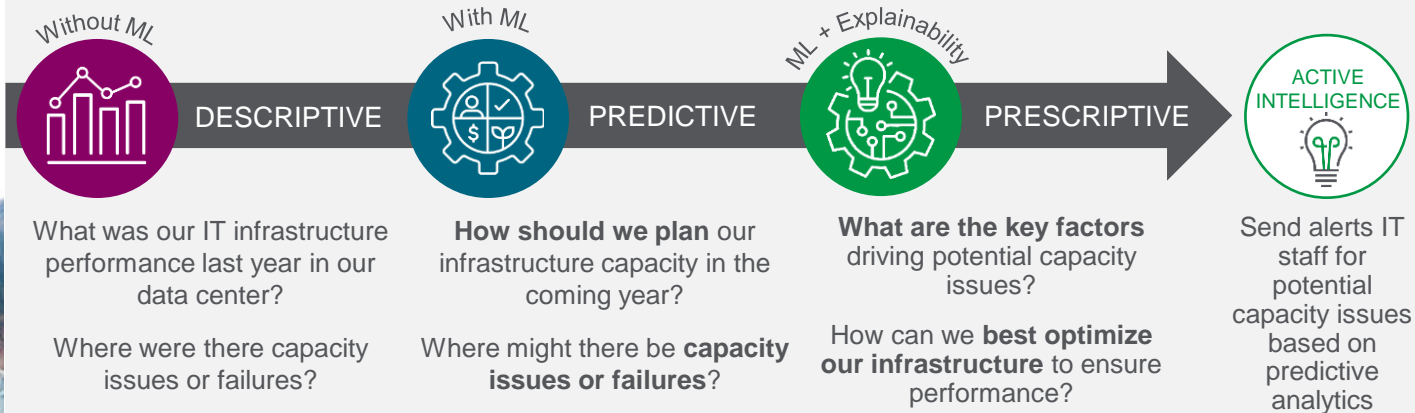 Without ML
DESCRIPTIVE
What was our IT infrastructure
performance last year in our
data center?
Where were there capacity
issues or failures?
With ML
$
PREDICTIVE
How should we plan our
infrastructure capacity in the
coming year?
Where might there be capacity
issues or failures?
ML + Explainability
PRESCRIPTIVE
What are the key factors
driving potential capacity
issues?
How can we best optimize
our infrastructure to ensure
performance?
ACTIVE
INTELLIGENCE
Send alerts IT
staff for
potential
capacity issues
based on
predictive
analytics